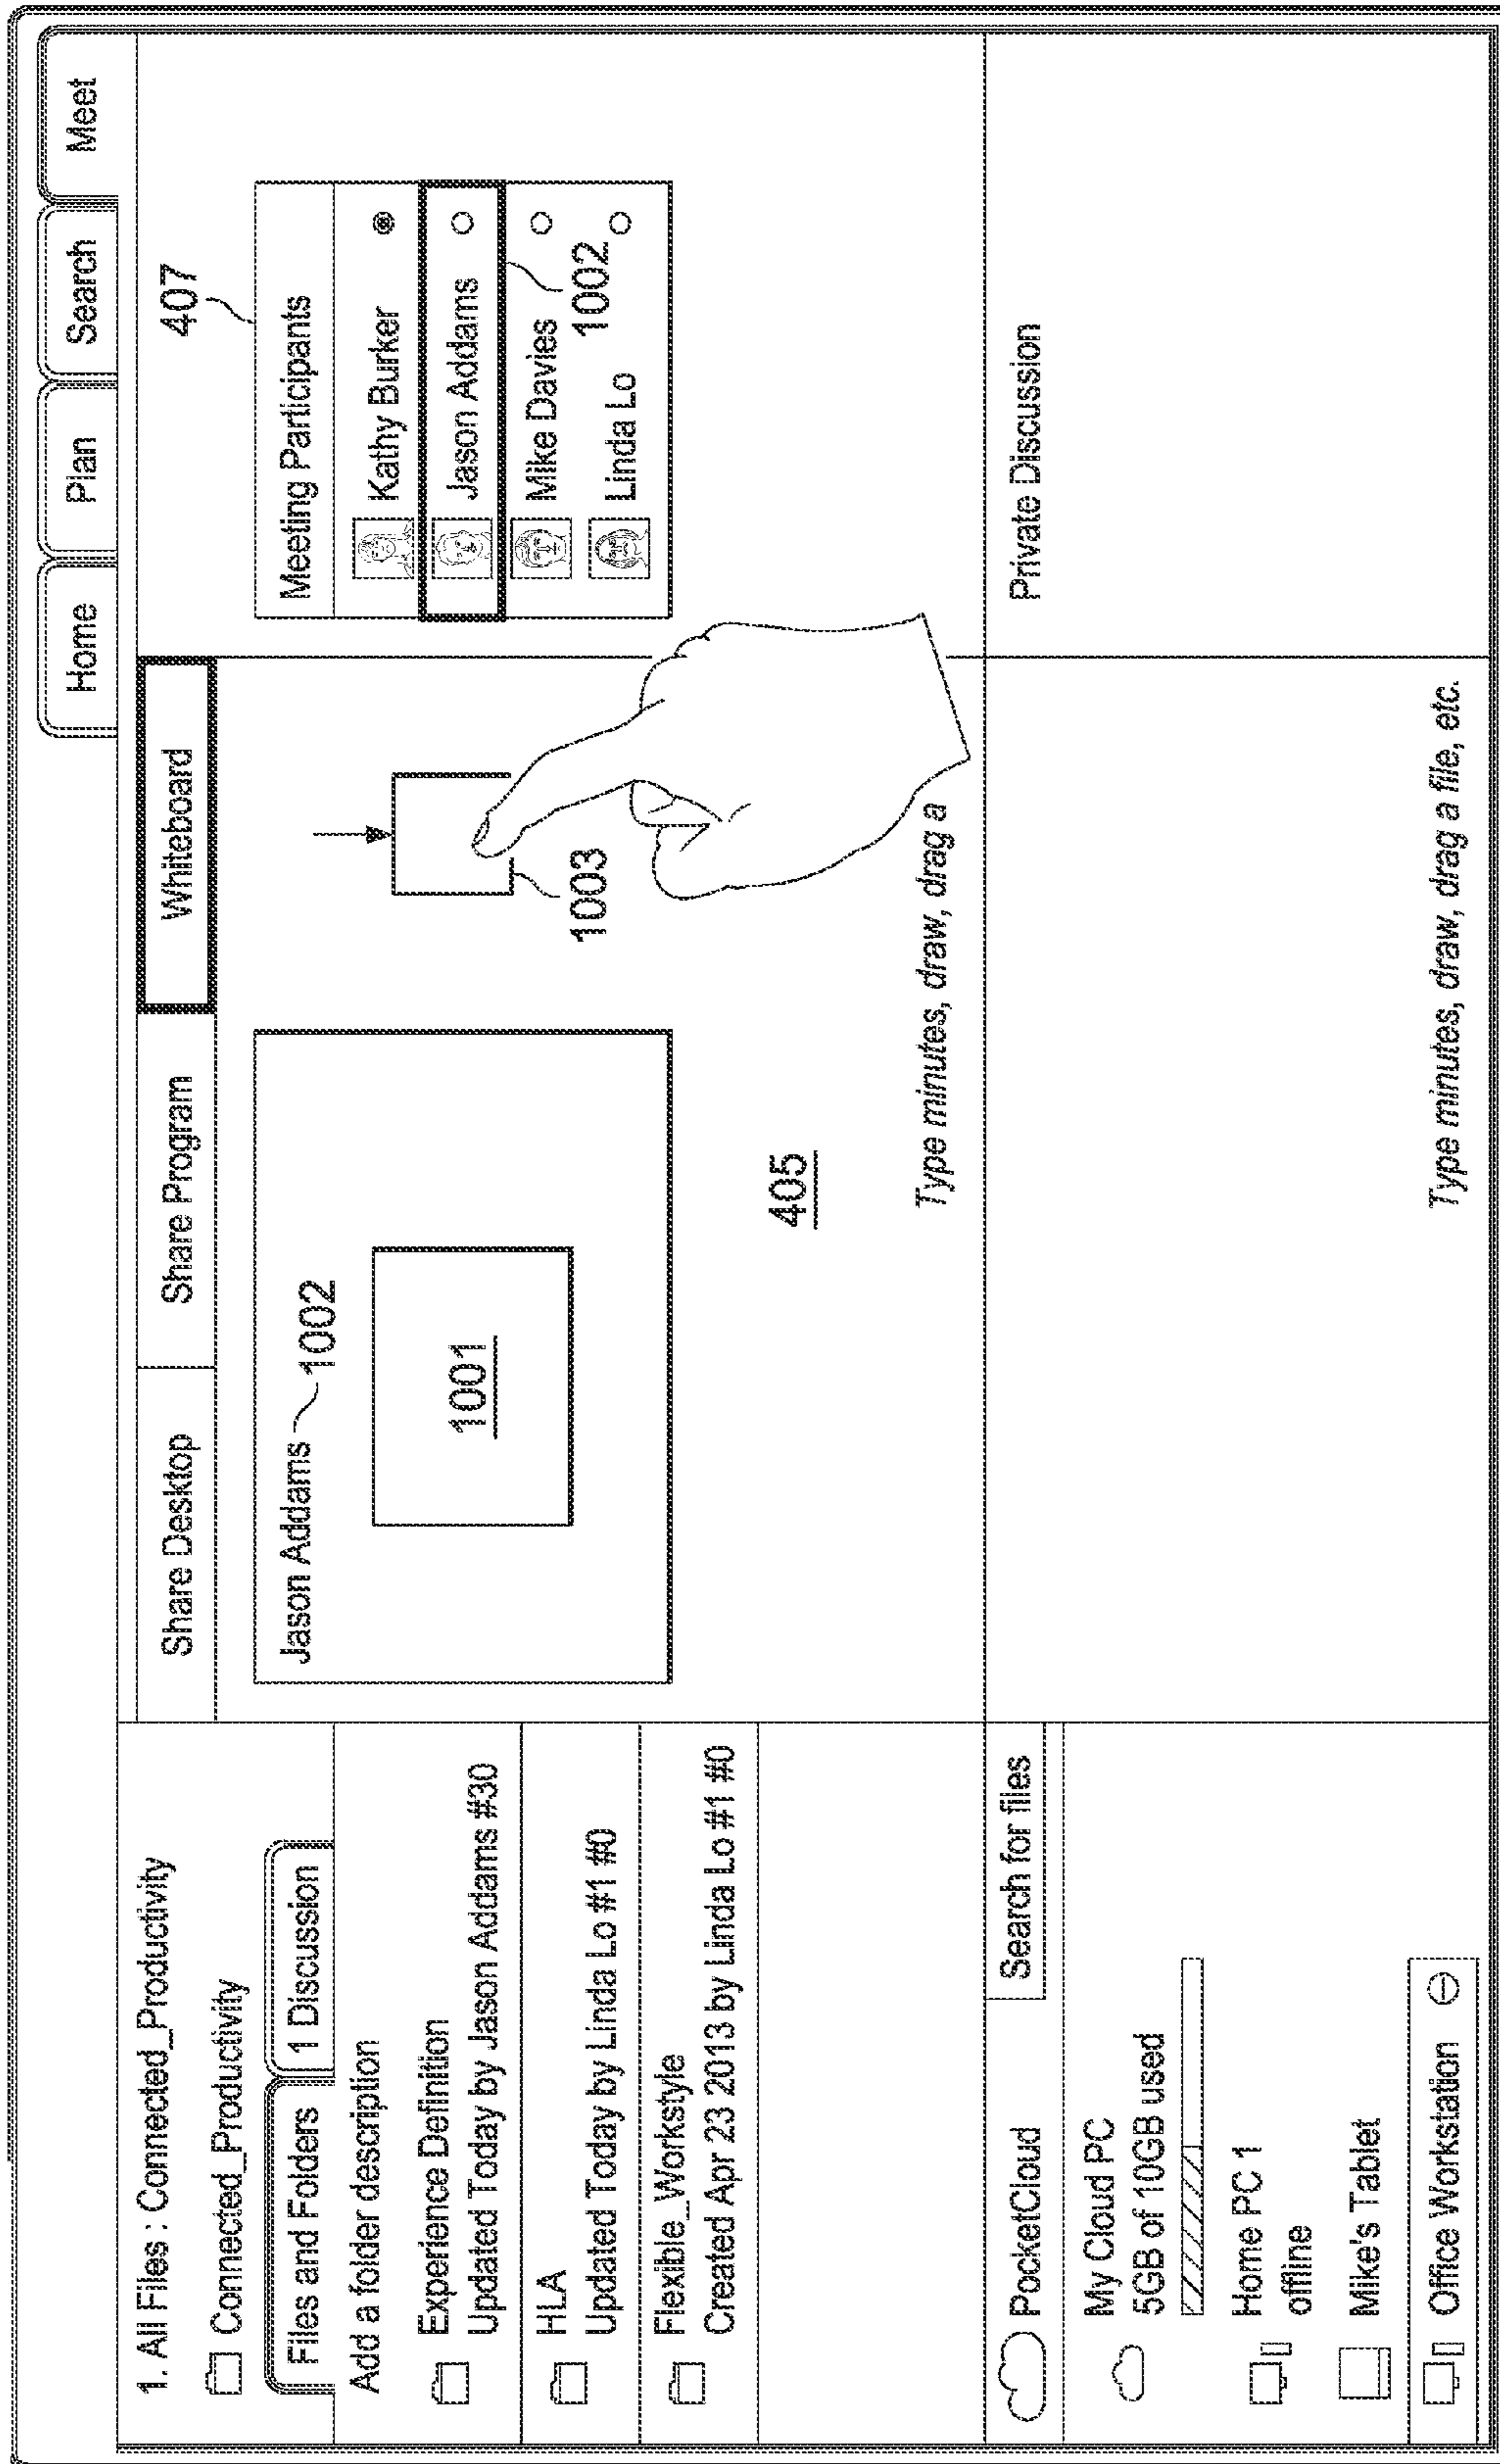 Home
Plan
Search
Meet
1. All Files : Connected_Productivity
Connected_Productivity
Files and Folders
1 Discussion
Add a folder description
Experience Definition
Updated Today by Jason Addams #30
HLA
Updated Today by Linda Lo #1 #0
Flexible_Workstyle
Created Apr 23 2013 by Linda Lo #1 #0
Share Desktop
Share Program
Whiteboard
Jason Addams
1002
1001
1003
405
Type minutes, draw, drag a
407
Meeting Participants
Kathy Burker
Jason Addams
Mike Davies
1002
Linda Lo
PocketCloud
Search for files
My Cloud PC
5GB of 10GB used
Home PC 1
offline
Mike's Tablet
Office Workstation
Type minutes, draw, drag a file, etc.
Private Discussion